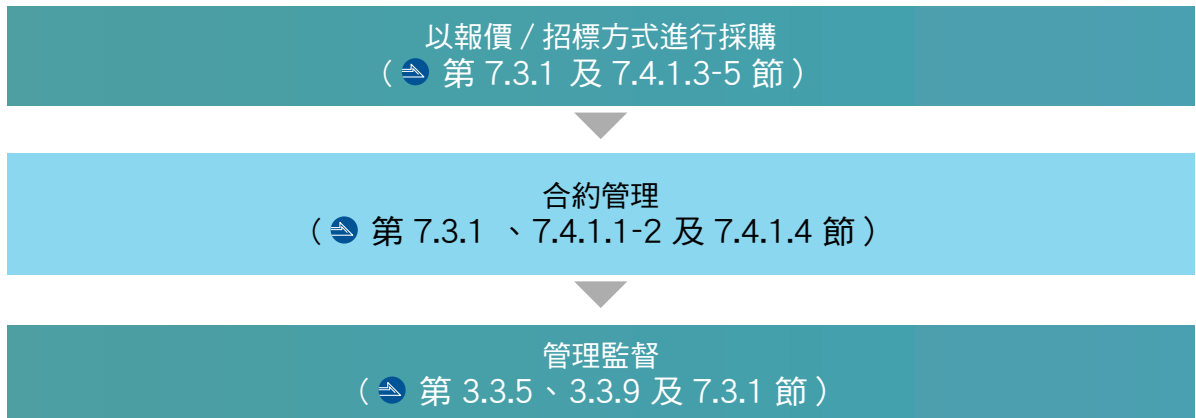 以報價 / 招標方式進行採購
( 第 7.3.1 及 7.4.1.3-5 節 )
合約管理
( 第 7.3.1 、7.4.1.1-2 及 7.4.1.4 節 )
管理監督
( 第 3.3.5、3.3.9 及 7.3.1 節 )